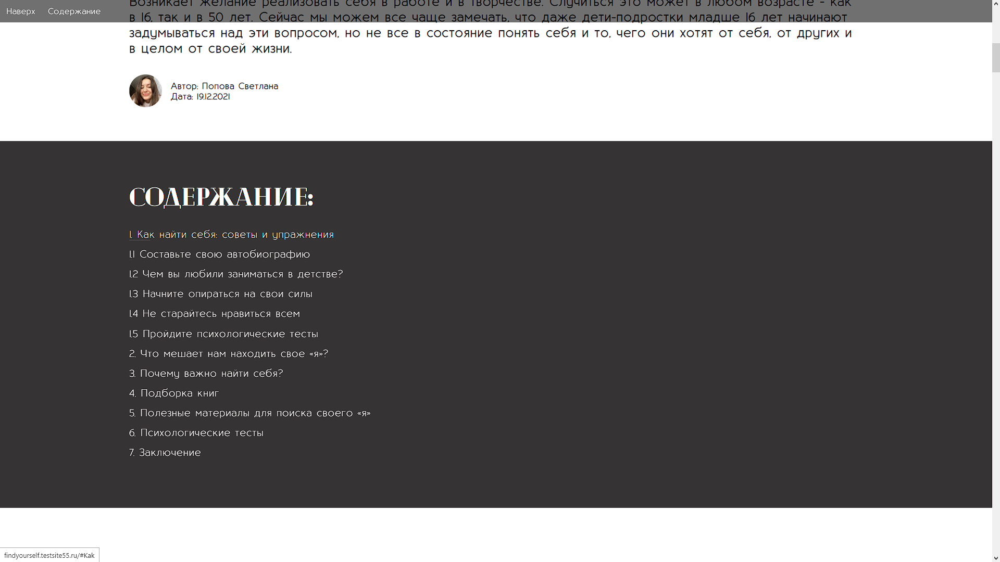 Наверх Содержание
Возникает желание реализовать себя в работе и в творчестве. Случиться это может в любом возрасте - как
в 16, так и в 50 лет. Сейчас мы можем все чаще замечать, что даже дети-подростки младше 16 лет начинают
задумываться над эти вопросом, но не все в состояние понять себя и то, чего они хотят от себя, от других и
в целом от своей жизни.
Автор: Попова Светлана
Дата: 19.12.2021
СОДЕРЖАНИЕ:
1. Как найти себя: советы и упражнения
1.1 Составьте свою автобиографию
1.2 Чем вы любили заниматься в детстве?
1.3 Начните опираться на свои силы
1.4 Не старайтесь нравиться всем
1.5 Пройдите психологические тесты
2. Что мешает нам находить свое «я»?
3. Почему важно найти себя?
4. Подборка книг
5. Полезные материалы для поиска своего «я»
6. Психологические тесты
7. Заключение
findyourself.testsite55.ru/#Kak